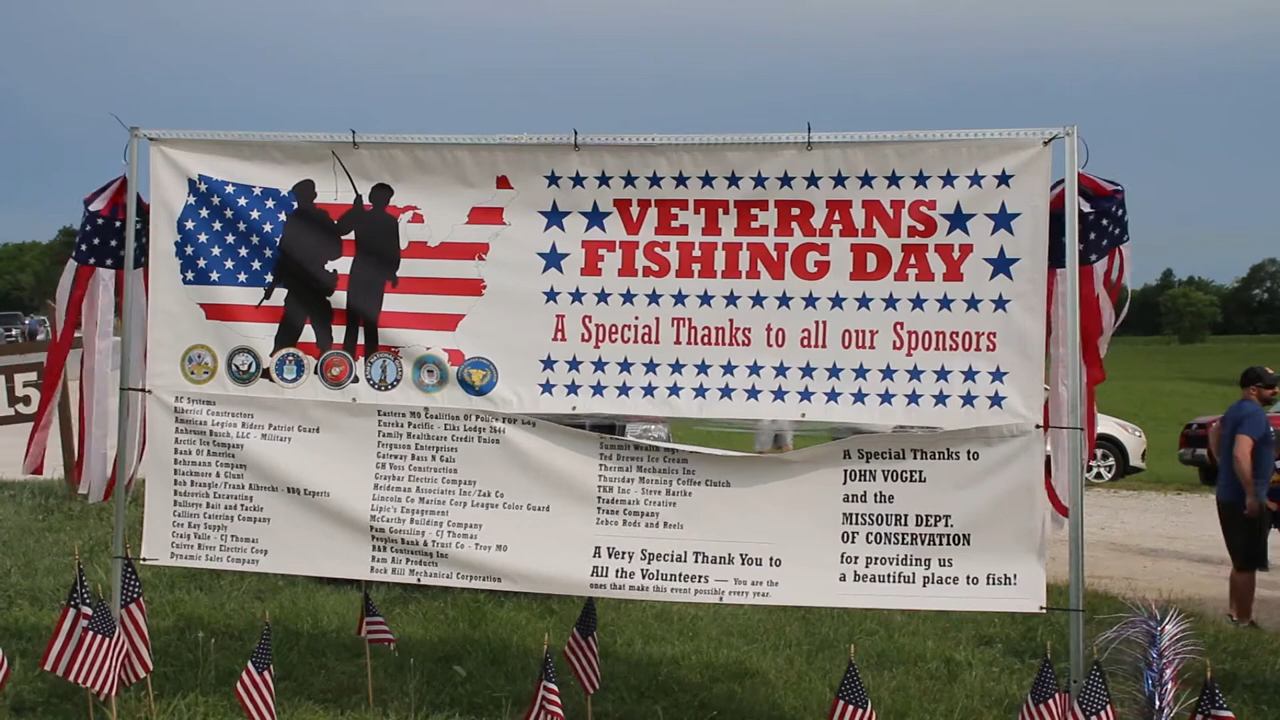 VETERANS
FISHING DAY
A Special Thanks to all our Sponsors
15
AC Systems
Alberici Constructors
American Legion Riders Patriot Guard
Anheuser Busch, LLC - Military
Arctic Ice Company
Bank Of America
Behrmann Company
Blackmore & Glunt
Bob Brangle/Frank Albrecht - BBQ Experts
Budrovich Excavating
Bullseye Bait and Tackle
Calliers Catering Company
Cee Kay Supply
Craig Valle - CJ Thomas
Cuivre River Electric Coop
Dynamic Sales Company
Eastern MO Coalition Of Police FOP Ldg
Eureka Pacific - Elks Lodge 2644
Family Healthcare Credit Union
Ferguson Enterprises
Gateway Bass N Gals
GH Voss Construction
Graybar Electric Company
Heideman Associates Inc/Zak Co
Lincoln Co Marine Corp League Color Guard
Lipic's Engagement
McCarthy Building Company
Pam Goessling - CJ Thomas
Peoples Bank & Trust Co - Troy MO
B&R Contracting Inc
Ram Air Products
Rock Hill Mechanical Corporation
Summit Wealth
Ted Drewes Ice Cream
Thermal Mechanics Inc
Thursday Morning Coffee Clutch
TKH Inc - Steve Hartke
Trademark Creative
Trane Company
Zebco Rods and Reels
A Very Special Thank You to
All the Volunteers — You are the
ones that make this event possible every year.
A Special Thanks to
JOHN VOGEL
and the
MISSOURI DEPT.
OF CONSERVATION
for providing us
a beautiful place to fish!